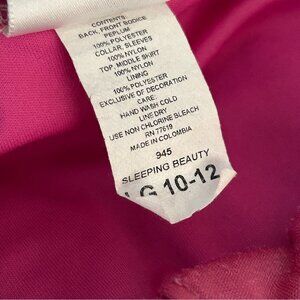 CONTENTS:
BACK, FRONT BODICE
PEPLUM
100% POLYESTER
COLLAR, SLEEVES
100% NYLON
TOP, MIDDLE SKIRT
100% NYLON
LINING
100% POLYESTER
EXCLUSIVE OF DECORATION
CARE:
HAND WASH COLD
LINE DRY
USE NON CHLORINE BLEACH
RN 77619
MADE IN COLOMBIA
945
SLEEPING BEAUTY
LG 10-12